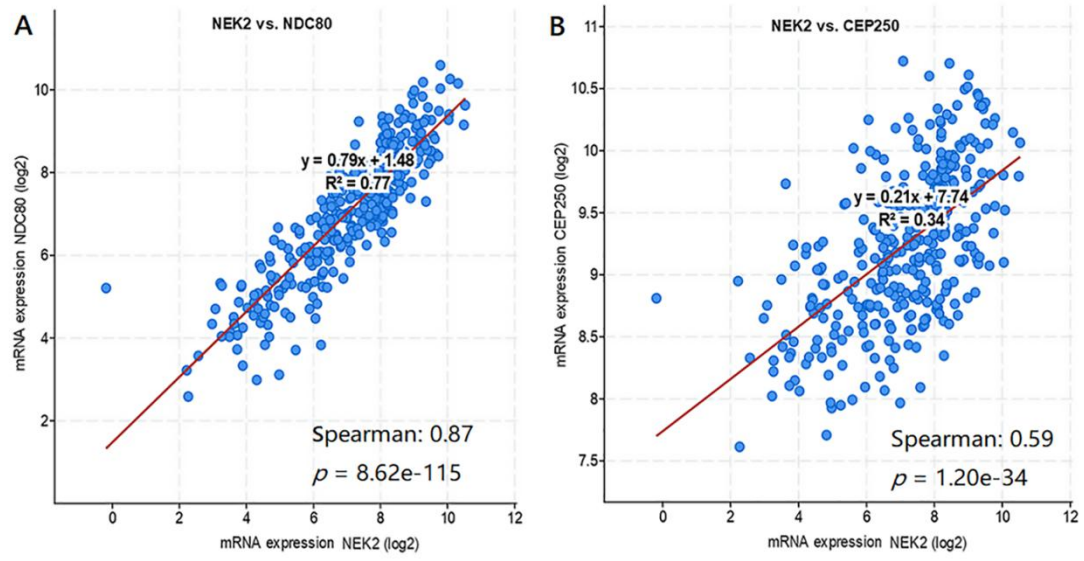 A
NEK2 vs. NDC80
mRNA expression NDC80 (log2)
10
8
6
4
2
y = 0.79x + 1.48
R² = 0.77
Spearman: 0.87
p = 8.62e-115
0 2 4 6 8 10 12
mRNA expression NEK2 (log2)
B
NEK2 vs. CEP250
mRNA expression CEP250 (log2)
11
10.5
10
9.5
9
8.5
8
7.5
y = 0.21x + 7.74
R² = 0.34
Spearman: 0.59
p = 1.20e-34
0 2 4 6 8 10 12
mRNA expression NEK2 (log2)